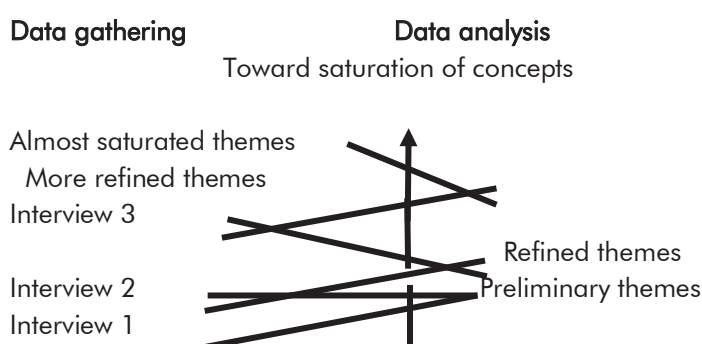 Data gathering Data analysis
Toward saturation of concepts
Almost saturated themes
More refined themes
Interview 3
Refined themes
Interview 2 Preliminary themes
Interview 1